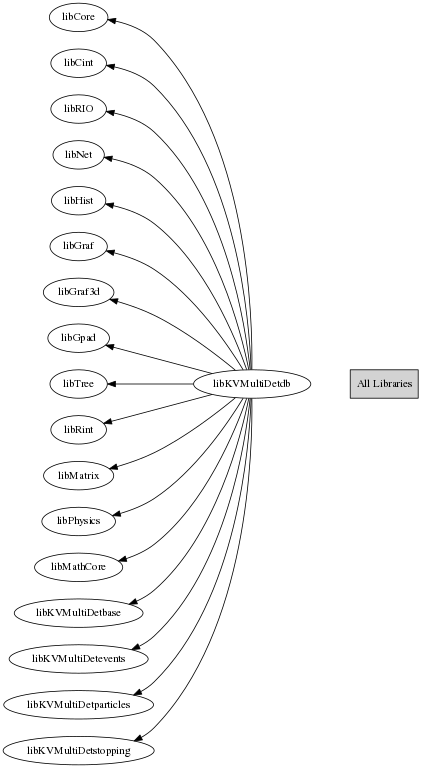 libCore
libCint
libRIO
libNet
libHist
libGraf
libGraf3d
libGpad
libTree
libKVMultiDetdb
All Libraries
libRint
libMatrix
libPhysics
libMathCore
libKVMultiDetbase
libKVMultiDetevents
libKVMultiDetparticles
libKVMultiDetstopping